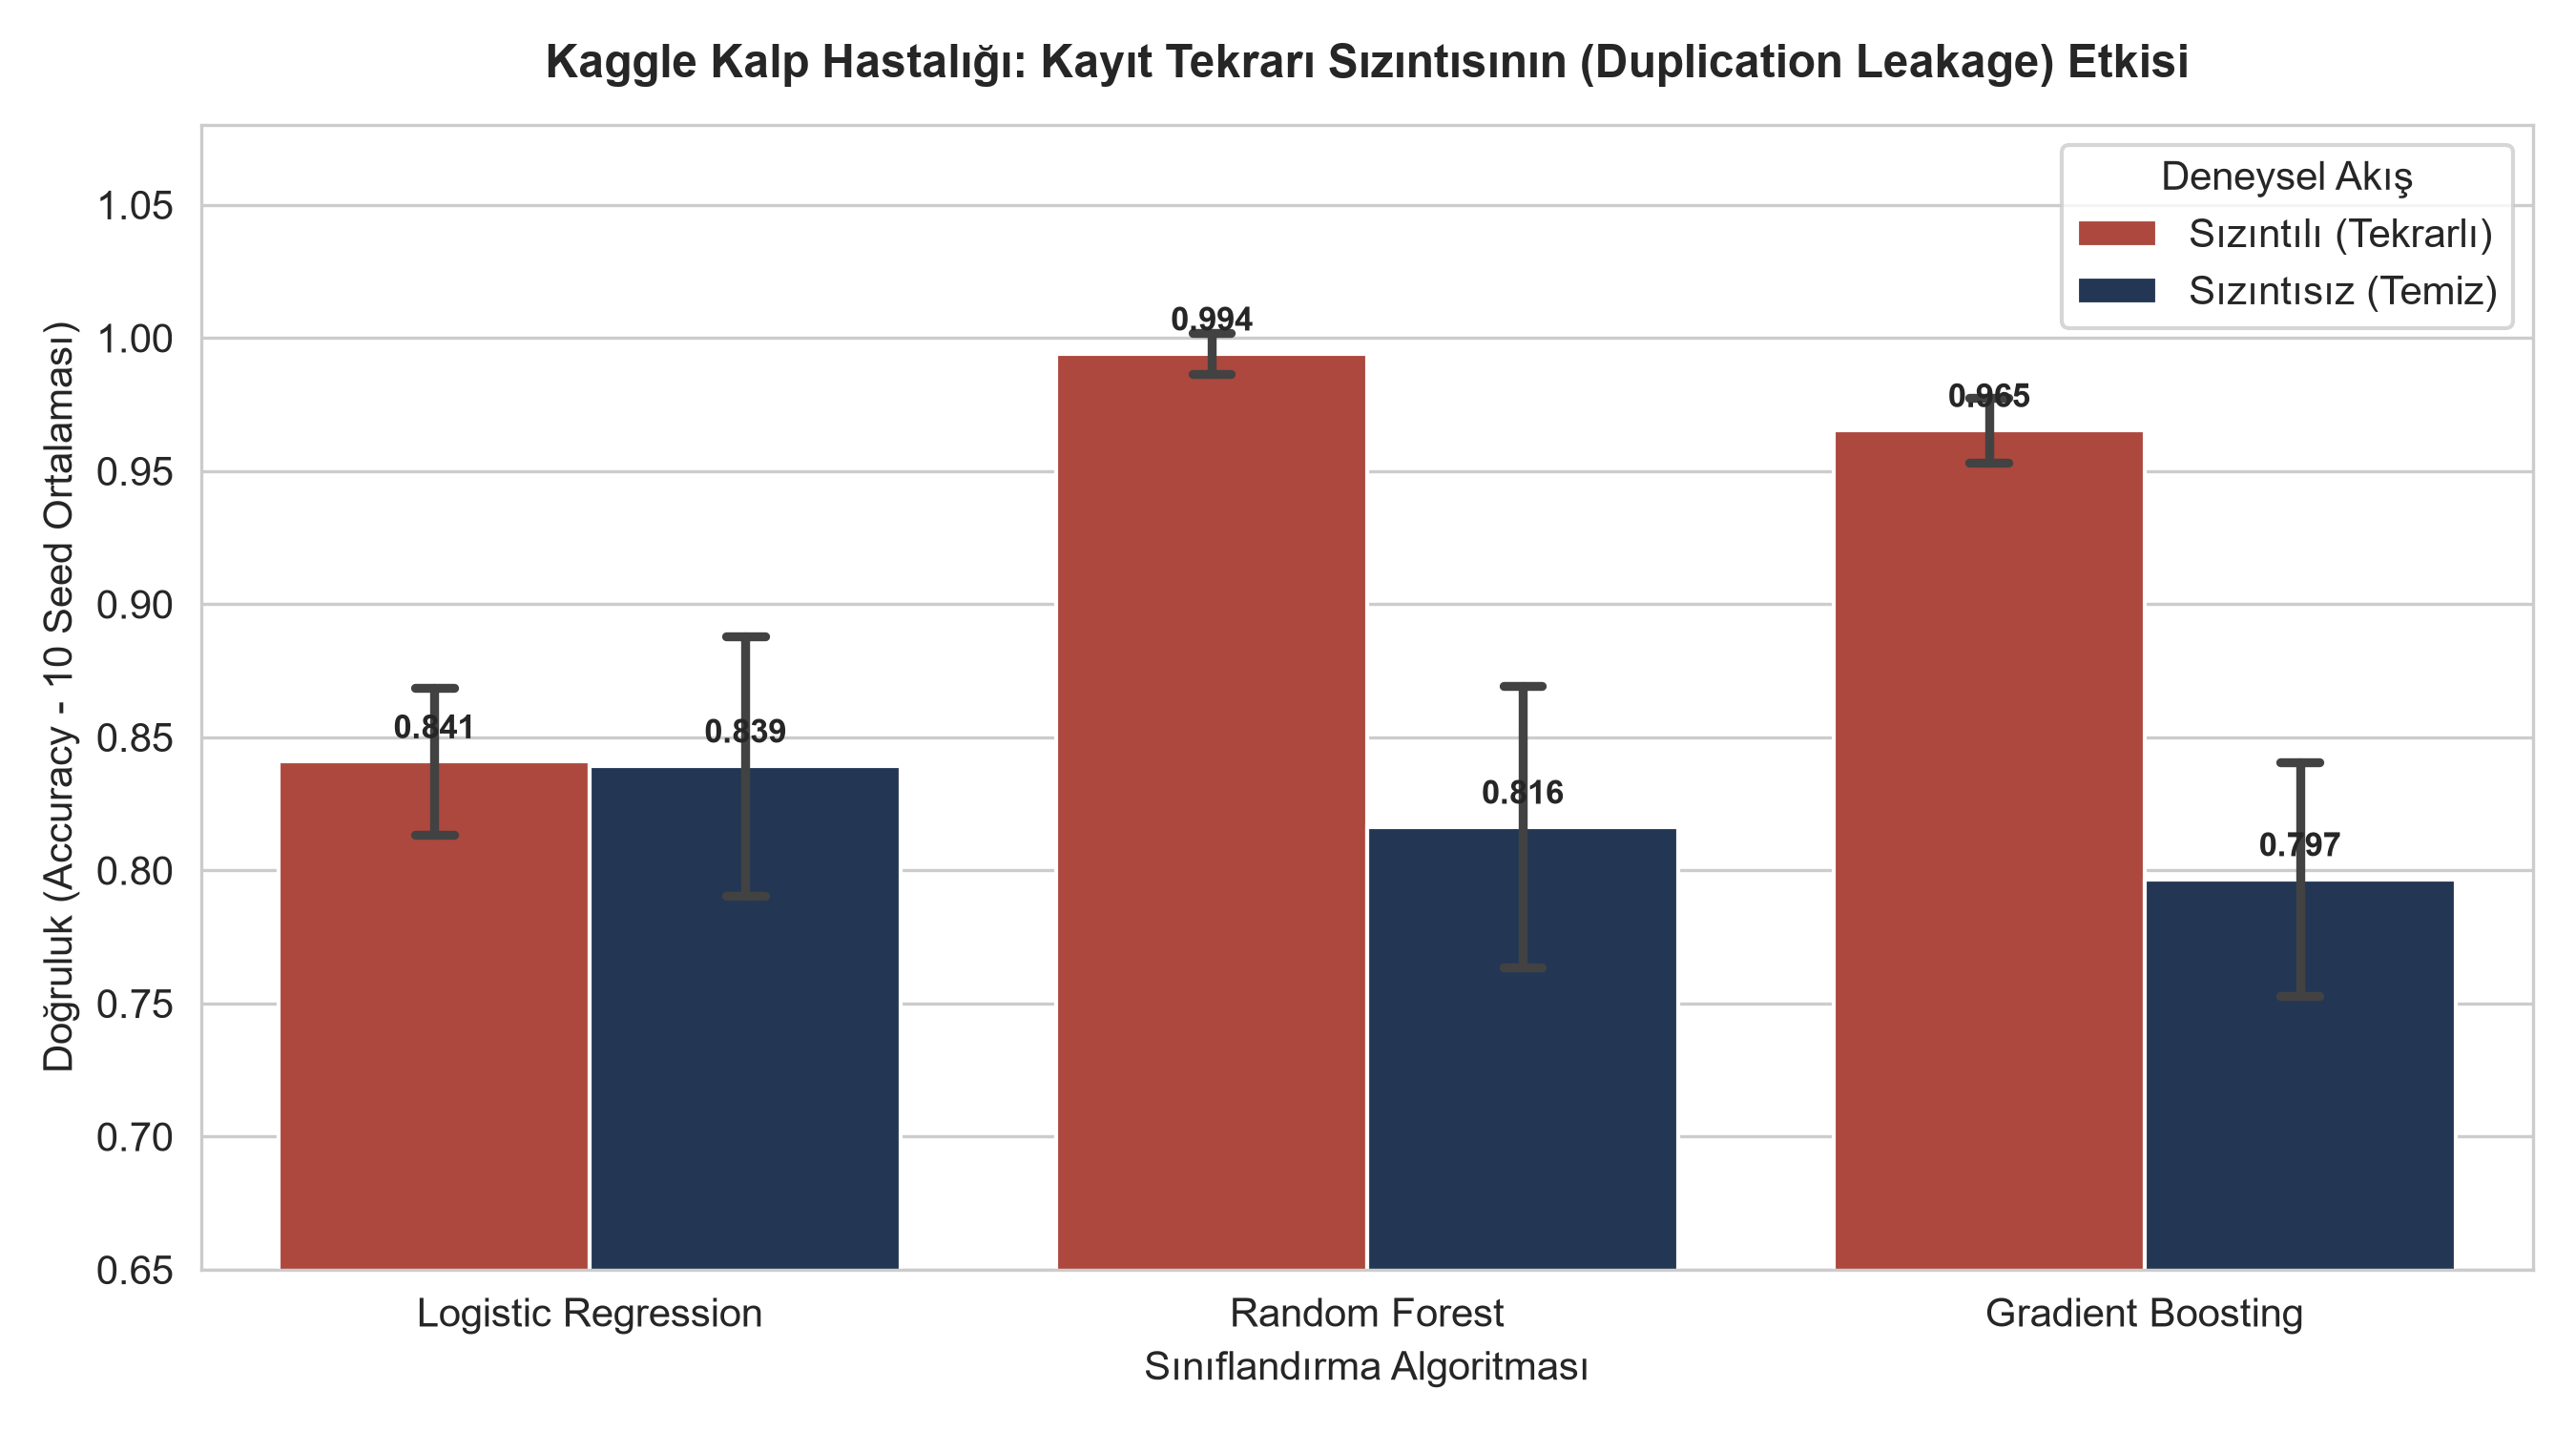 Kaggle Kalp Hastalığı: Kayıt Tekrarı Sızıntısının (Duplication Leakage) Etkisi
Deneysel Akış
Sızıntılı (Tekrarlı)
Sızıntısız (Temiz)
Doğruluk (Accuracy - 10 Seed Ortalaması)
1.05
1.00
0.95
0.90
0.85
0.80
0.75
0.70
0.65
0.841
0.839
0.994
0.816
0.965
0.797
Logistic Regression
Random Forest
Gradient Boosting
Sınıflandırma Algoritması